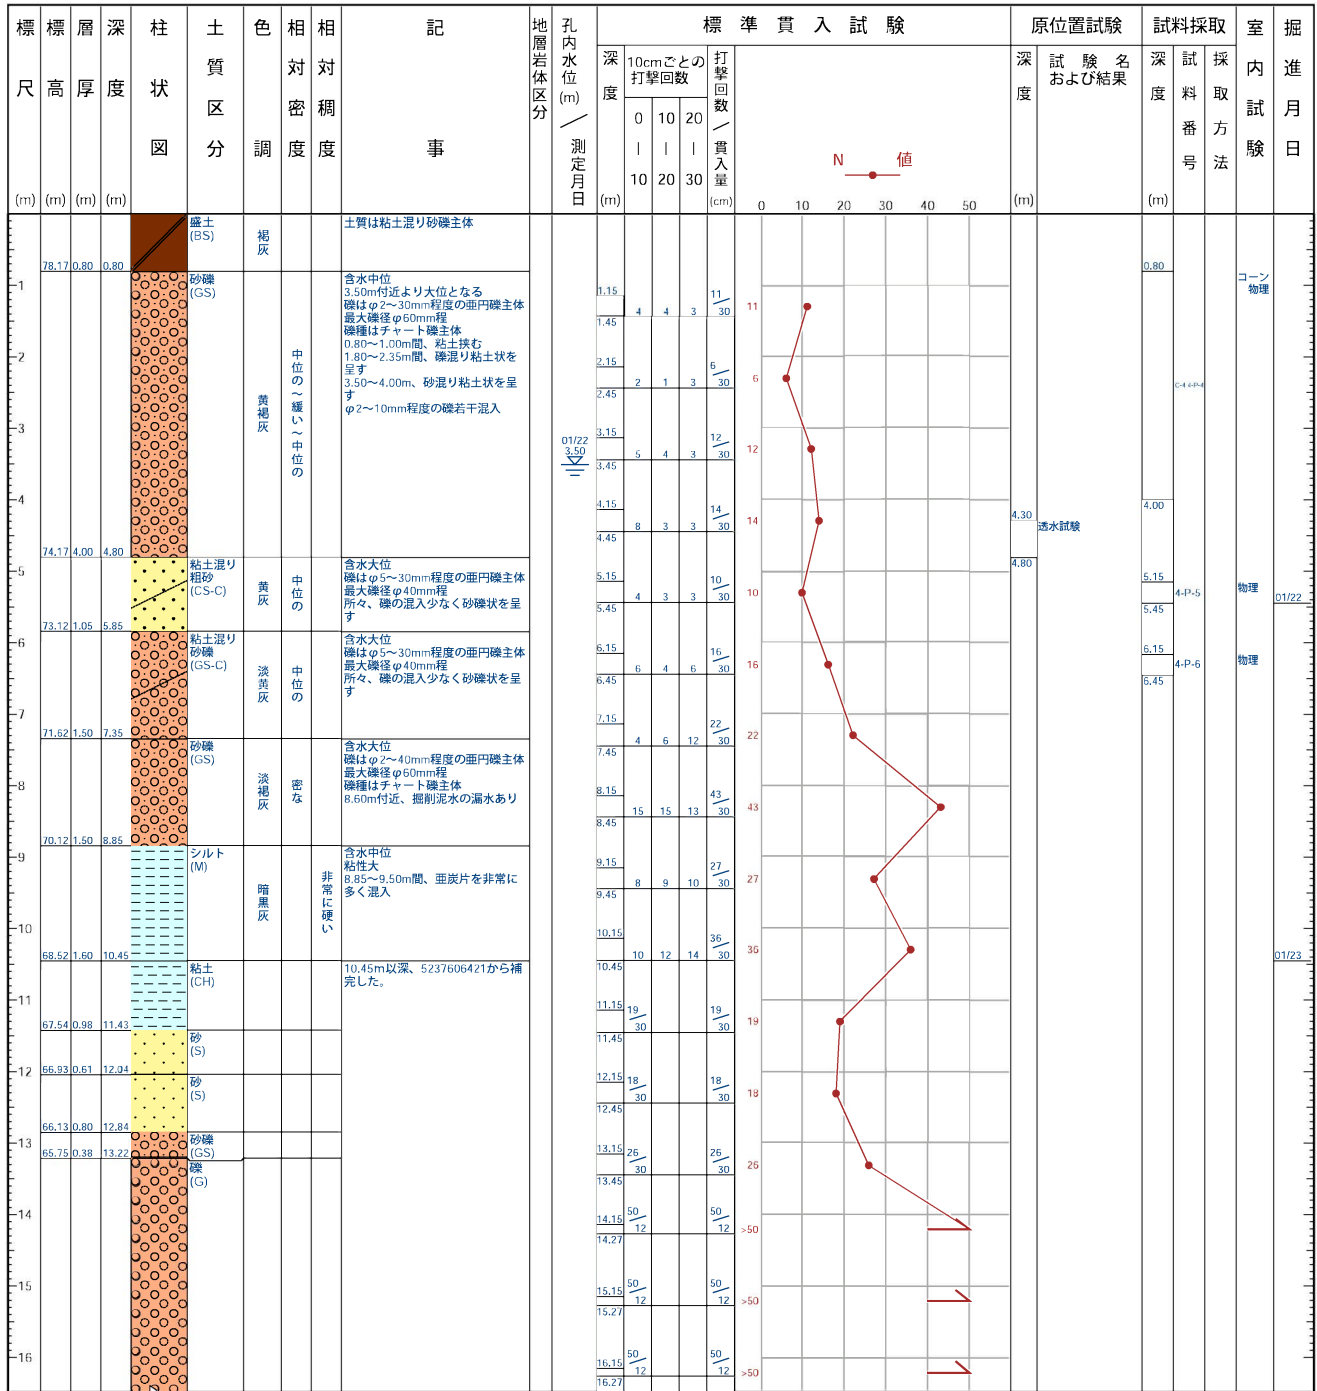 標尺(m)
標高(m)
層厚(m)
深度(m)
柱状図
土質区分
色調
相対密度
相対稠度
記事
地層岩体区分
孔内水位(m)／測定月日
標準貫入試験
深度(m)
10cmごとの
打撃回数
0 10 20
| | |
10 20 30
打撃回数／貫入量(cm)
N 値
0 10 20 30 40 50
原位置試験
深度(m)
試験名
および結果
試料採取
深度(m)
試料番号
採取方法
室内試験
掘進月日
1
2
3
4
5
6
7
8
9
10
11
12
13
14
15
16
78.17 0.80 0.80
盛土
(BS)
褐灰
土質は粘土混り砂礫主体
74.17 4.00 4.80
砂礫
(GS)
黄褐灰
中位の～緩い～中位の
含水中位
3.50m付近より大位となる
礫はφ2～30mm程度の亜円礫主体
最大礫径φ60mm程
礫種はチャート礫主体
0.80～1.00m間、粘土挟む
1.80～2.35m間、礫混り粘土状を
呈す
3.50～4.00m、砂混り粘土状を呈
す
φ2～10mm程度の礫若干混入
73.12 1.05 5.85
粘土混り
粗砂
(CS-C)
黄灰
中位の
含水大位
礫はφ5～30mm程度の亜円礫主体
最大礫径φ40mm程
所々、礫の混入少なく砂礫状を呈
す
71.62 1.50 7.35
粘土混り
砂礫
(GS-C)
淡黄灰
中位の
含水大位
礫はφ5～30mm程度の亜円礫主体
最大礫径φ40mm程
所々、礫の混入少なく砂礫状を呈
す
70.12 1.50 8.85
砂礫
(GS)
淡褐灰
密な
含水大位
礫はφ2～40mm程度の亜円礫主体
最大礫径φ60mm程
礫種はチャート礫主体
8.60m付近、掘削泥水の漏水あり
68.52 1.60 10.45
シルト
(M)
暗黒灰
非常に硬い
含水中位
粘性大
8.85～9.50m間、亜炭片を非常に
多く混入
67.54 0.98 11.43
粘土
(CH)
10.45m以深、5237606421から補
完した。
66.93 0.61 12.04
砂
(S)
66.13 0.80 12.84
砂
(S)
65.75 0.38 13.22
砂礫
(GS)
礫
(G)
01/22
3.50
1.15 1.45 4 4 3 11/30 11
2.15 2.45 2 1 3 6/30 6
3.15 3.45 5 4 3 12/30 12
4.15 4.45 8 3 3 14/30 14
5.15 5.45 4 3 3 10/30 10
6.15 6.45 6 4 6 16/30 16
7.15 7.45 4 6 12 22/30 22
8.15 8.45 15 15 13 43/30 43
9.15 9.45 8 9 10 27/30 27
10.15 10.45 10 12 14 36/30 36
11.15 11.45 19/30 19/30 19
12.15 12.45 18/30 18/30 18
13.15 13.45 26/30 26/30 26
14.15 14.27 50/12 50/12 >50
15.15 15.27 50/12 50/12 >50
16.15 16.27 50/12 50/12 >50
4.30
透水試験
4.80
0.80
4.00
5.15
4-P-5
5.45
6.15
4-P-6
6.45
コーン
物理
物理
物理
01/22
01/23